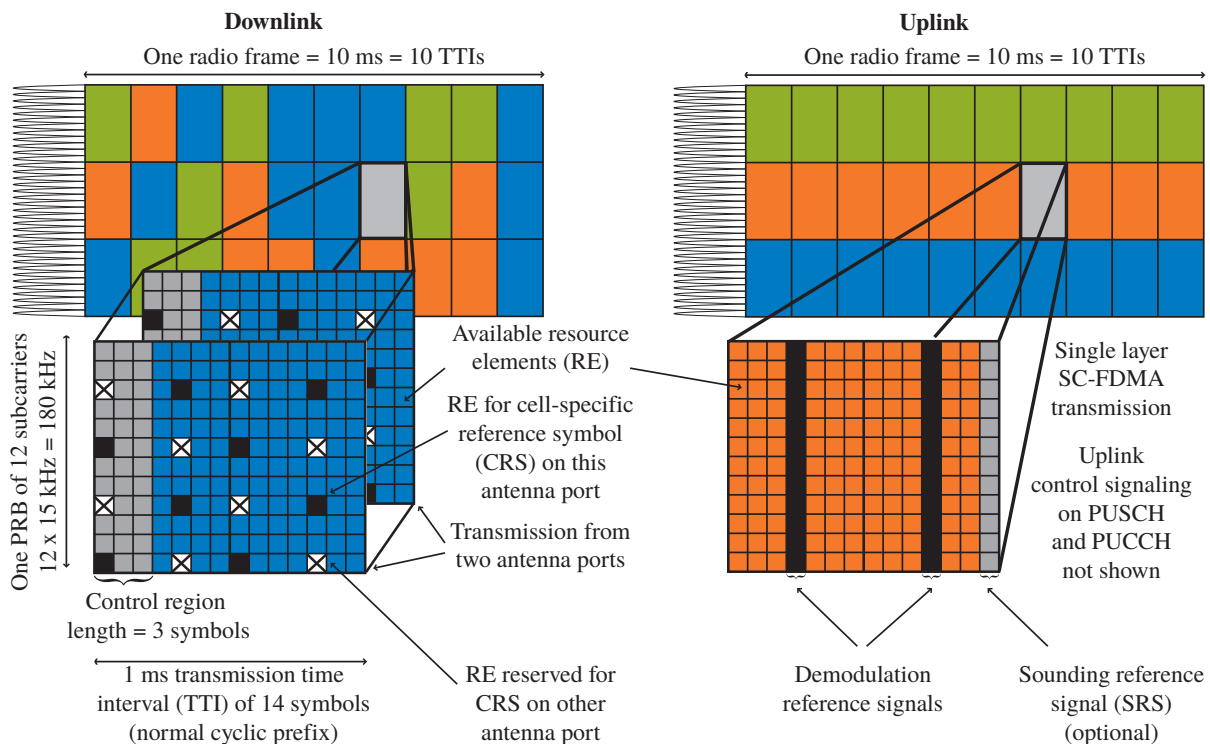 Downlink
One radio frame = 10 ms = 10 TTIs
One PRB of 12 subcarriers
12 x 15 kHz = 180 kHz
Available resource
elements (RE)
RE for cell-specific
reference symbol
(CRS) on this
antenna port
Transmission from
two antenna ports
Control region
length = 3 symbols
1 ms transmission time
interval (TTI) of 14 symbols
(normal cyclic prefix)
RE reserved for
CRS on other
antenna port
Uplink
One radio frame = 10 ms = 10 TTIs
Single layer
SC-FDMA
transmission
Uplink
control signaling
on PUSCH
and PUCCH
not shown
Demodulation
reference signals
Sounding reference
signal (SRS)
(optional)